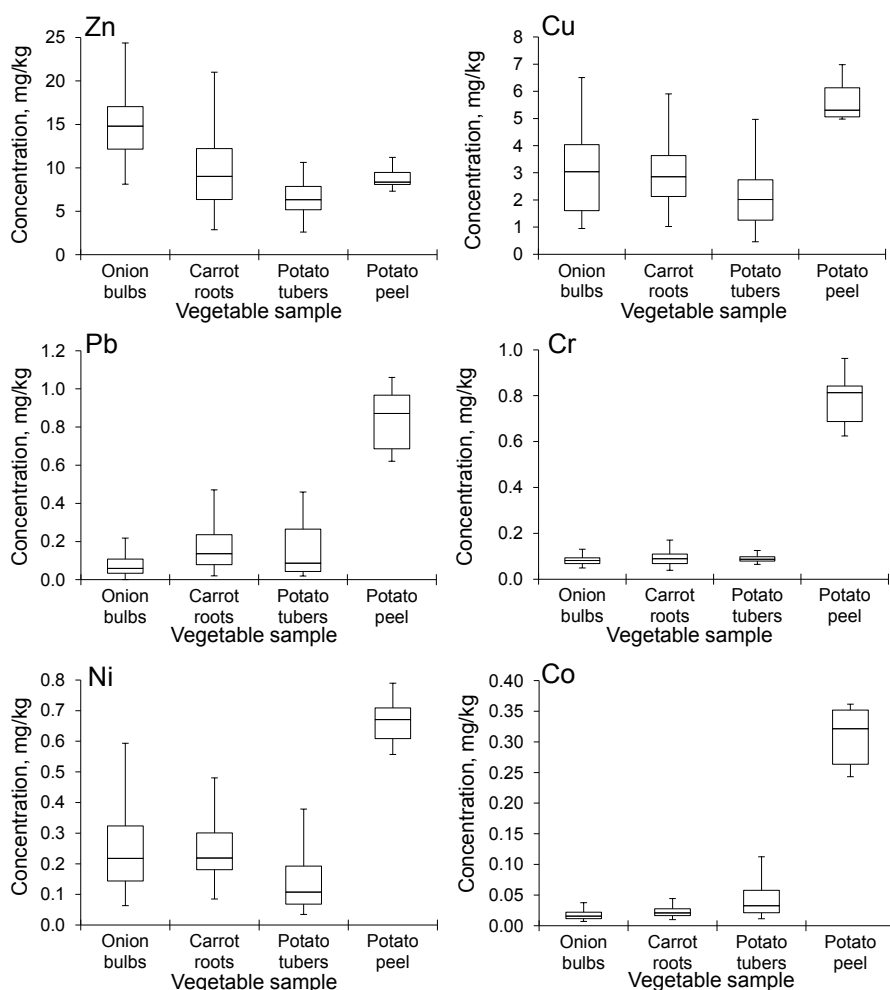 Zn
Concentration, mg/kg
25
20
15
10
5
0
Onion bulbs
Carrot roots
Potato tubers
Potato peel
Vegetable sample
Cu
Concentration, mg/kg
8
7
6
5
4
3
2
1
0
Onion bulbs
Carrot roots
Potato tubers
Potato peel
Vegetable sample
Pb
Concentration, mg/kg
1.2
1.0
0.8
0.6
0.4
0.2
0.0
Onion bulbs
Carrot roots
Potato tubers
Potato peel
Vegetable sample
Cr
Concentration, mg/kg
1.0
0.8
0.6
0.4
0.2
0.0
Onion bulbs
Carrot roots
Potato tubers
Potato peel
Vegetable sample
Ni
Concentration, mg/kg
0.8
0.7
0.6
0.5
0.4
0.3
0.2
0.1
0.0
Onion bulbs
Carrot roots
Potato tubers
Potato peel
Vegetable sample
Co
Concentration, mg/kg
0.40
0.35
0.30
0.25
0.20
0.15
0.10
0.05
0.00
Onion bulbs
Carrot roots
Potato tubers
Potato peel
Vegetable sample